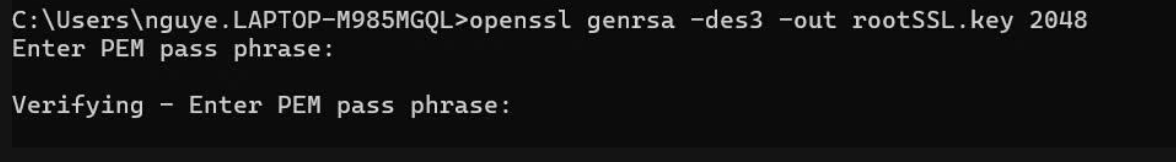 C:\Users\nguye.LAPTOP-M985MGQL>openssl genrsa -des3 -out rootSSL.key 2048
Enter PEM pass phrase:
Verifying - Enter PEM pass phrase: